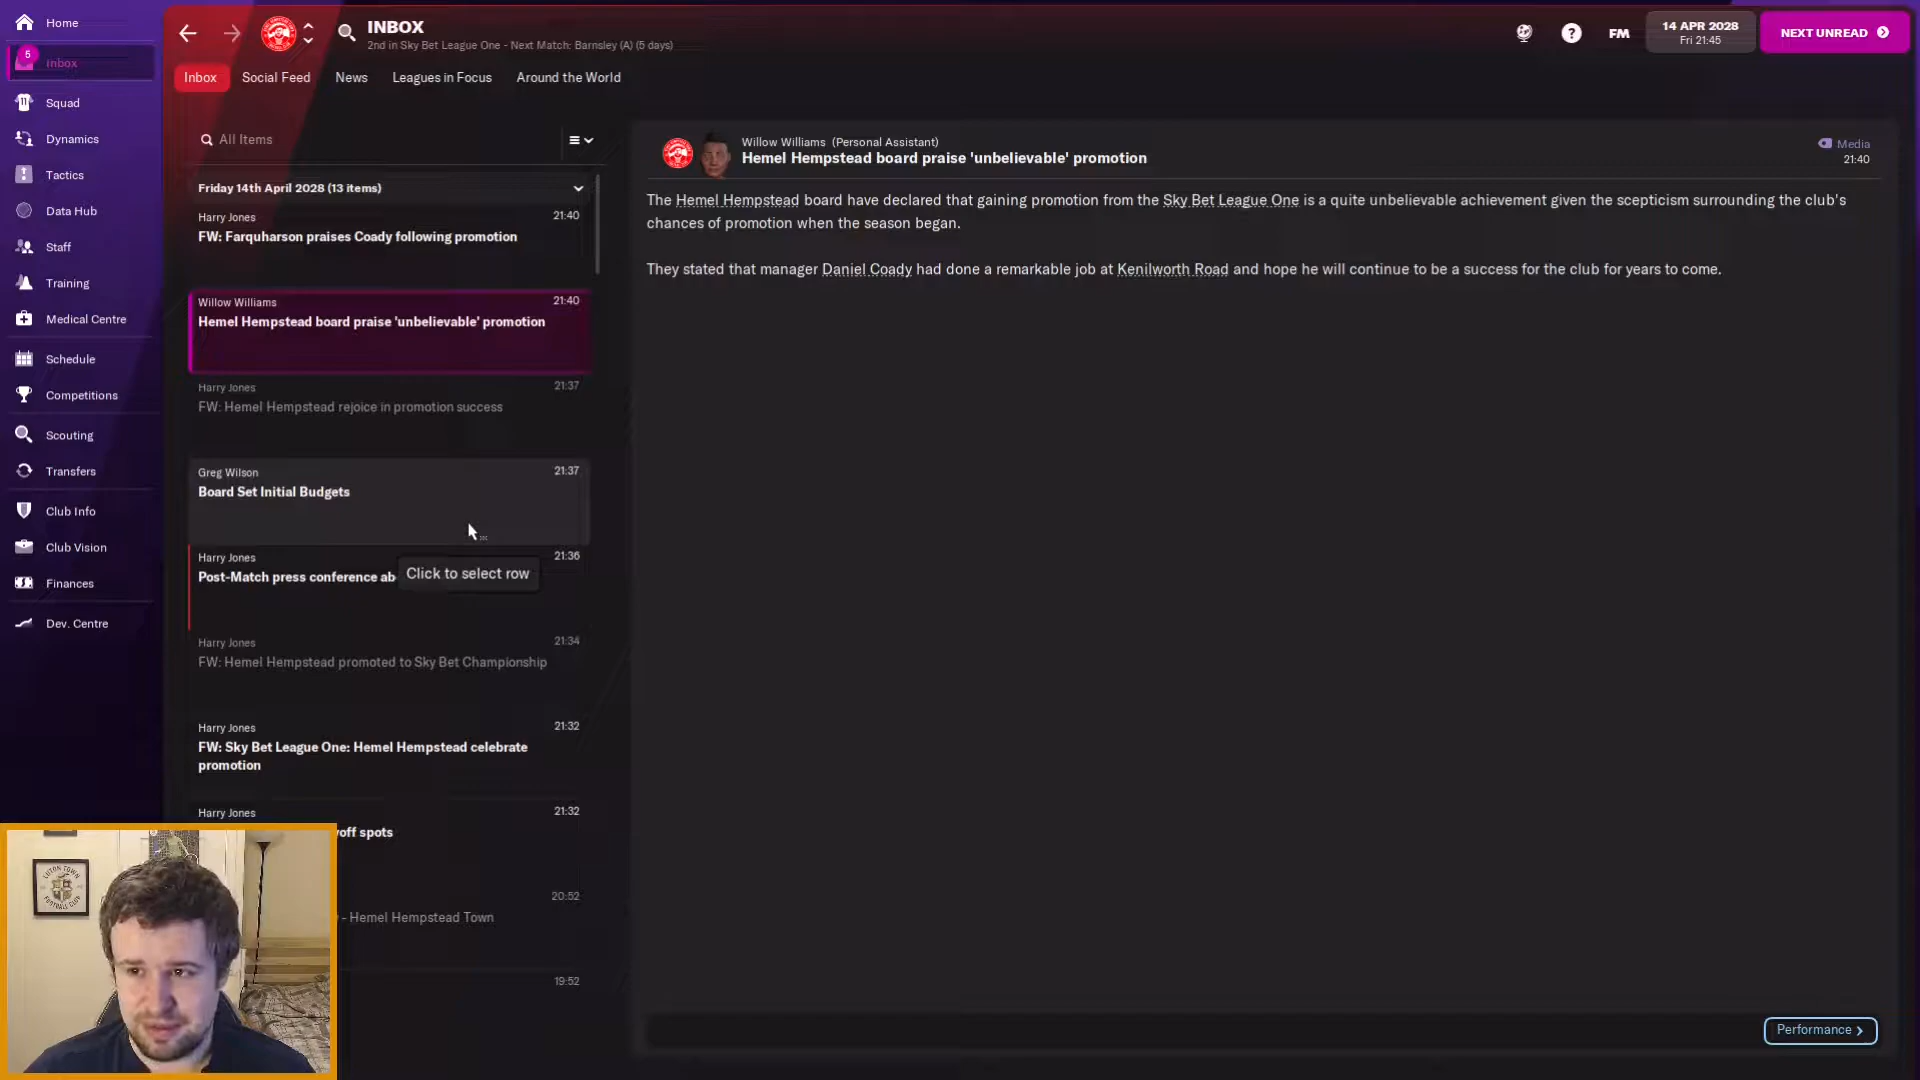 Home
6
Inbox
Squad
Dynamics
Tactics
Data Hub
Staff
Training
Medical Centre
Schedule
Competitions
Scouting
Transfers
Club Info
Club Vision
Finances
Dev. Centre
INBOX
2nd in Sky Bet League One - Next Match: Barnsley (A) (5 days)
?
FM
14 APR 2028
Fri 21:45
NEXT UNREAD
Inbox
Social Feed
News
Leagues in Focus
Around the World
All Items
Friday 14th April 2028 (13 items)
Harry Jones
21:40
FW: Farquharson praises Coady following promotion
Willow Williams
21:40
Hemel Hempstead board praise 'unbelievable' promotion
Harry Jones
21:37
FW: Hemel Hempstead rejoice in promotion success
Greg Wilson
21:37
Board Set Initial Budgets
Harry Jones
21:36
Post-Match press conference ab
Click to select row
Harry Jones
21:34
FW: Hemel Hempstead promoted to Sky Bet Championship
Harry Jones
21:32
FW: Sky Bet League One: Hemel Hempstead celebrate
promotion
Harry Jones
21:32
off spots
20:52
- Hemel Hempstead Town
19:52
Willow Williams (Personal Assistant)
Hemel Hempstead board praise 'unbelievable' promotion
Media
21:40
The Hemel Hempstead board have declared that gaining promotion from the Sky Bet League One is a quite unbelievable achievement given the scepticism surrounding the club's
chances of promotion when the season began.
They stated that manager Daniel Coady had done a remarkable job at Kenilworth Road and hope he will continue to be a success for the club for years to come.
Performance
LUTON TOWN
FOOTBALL CLUB